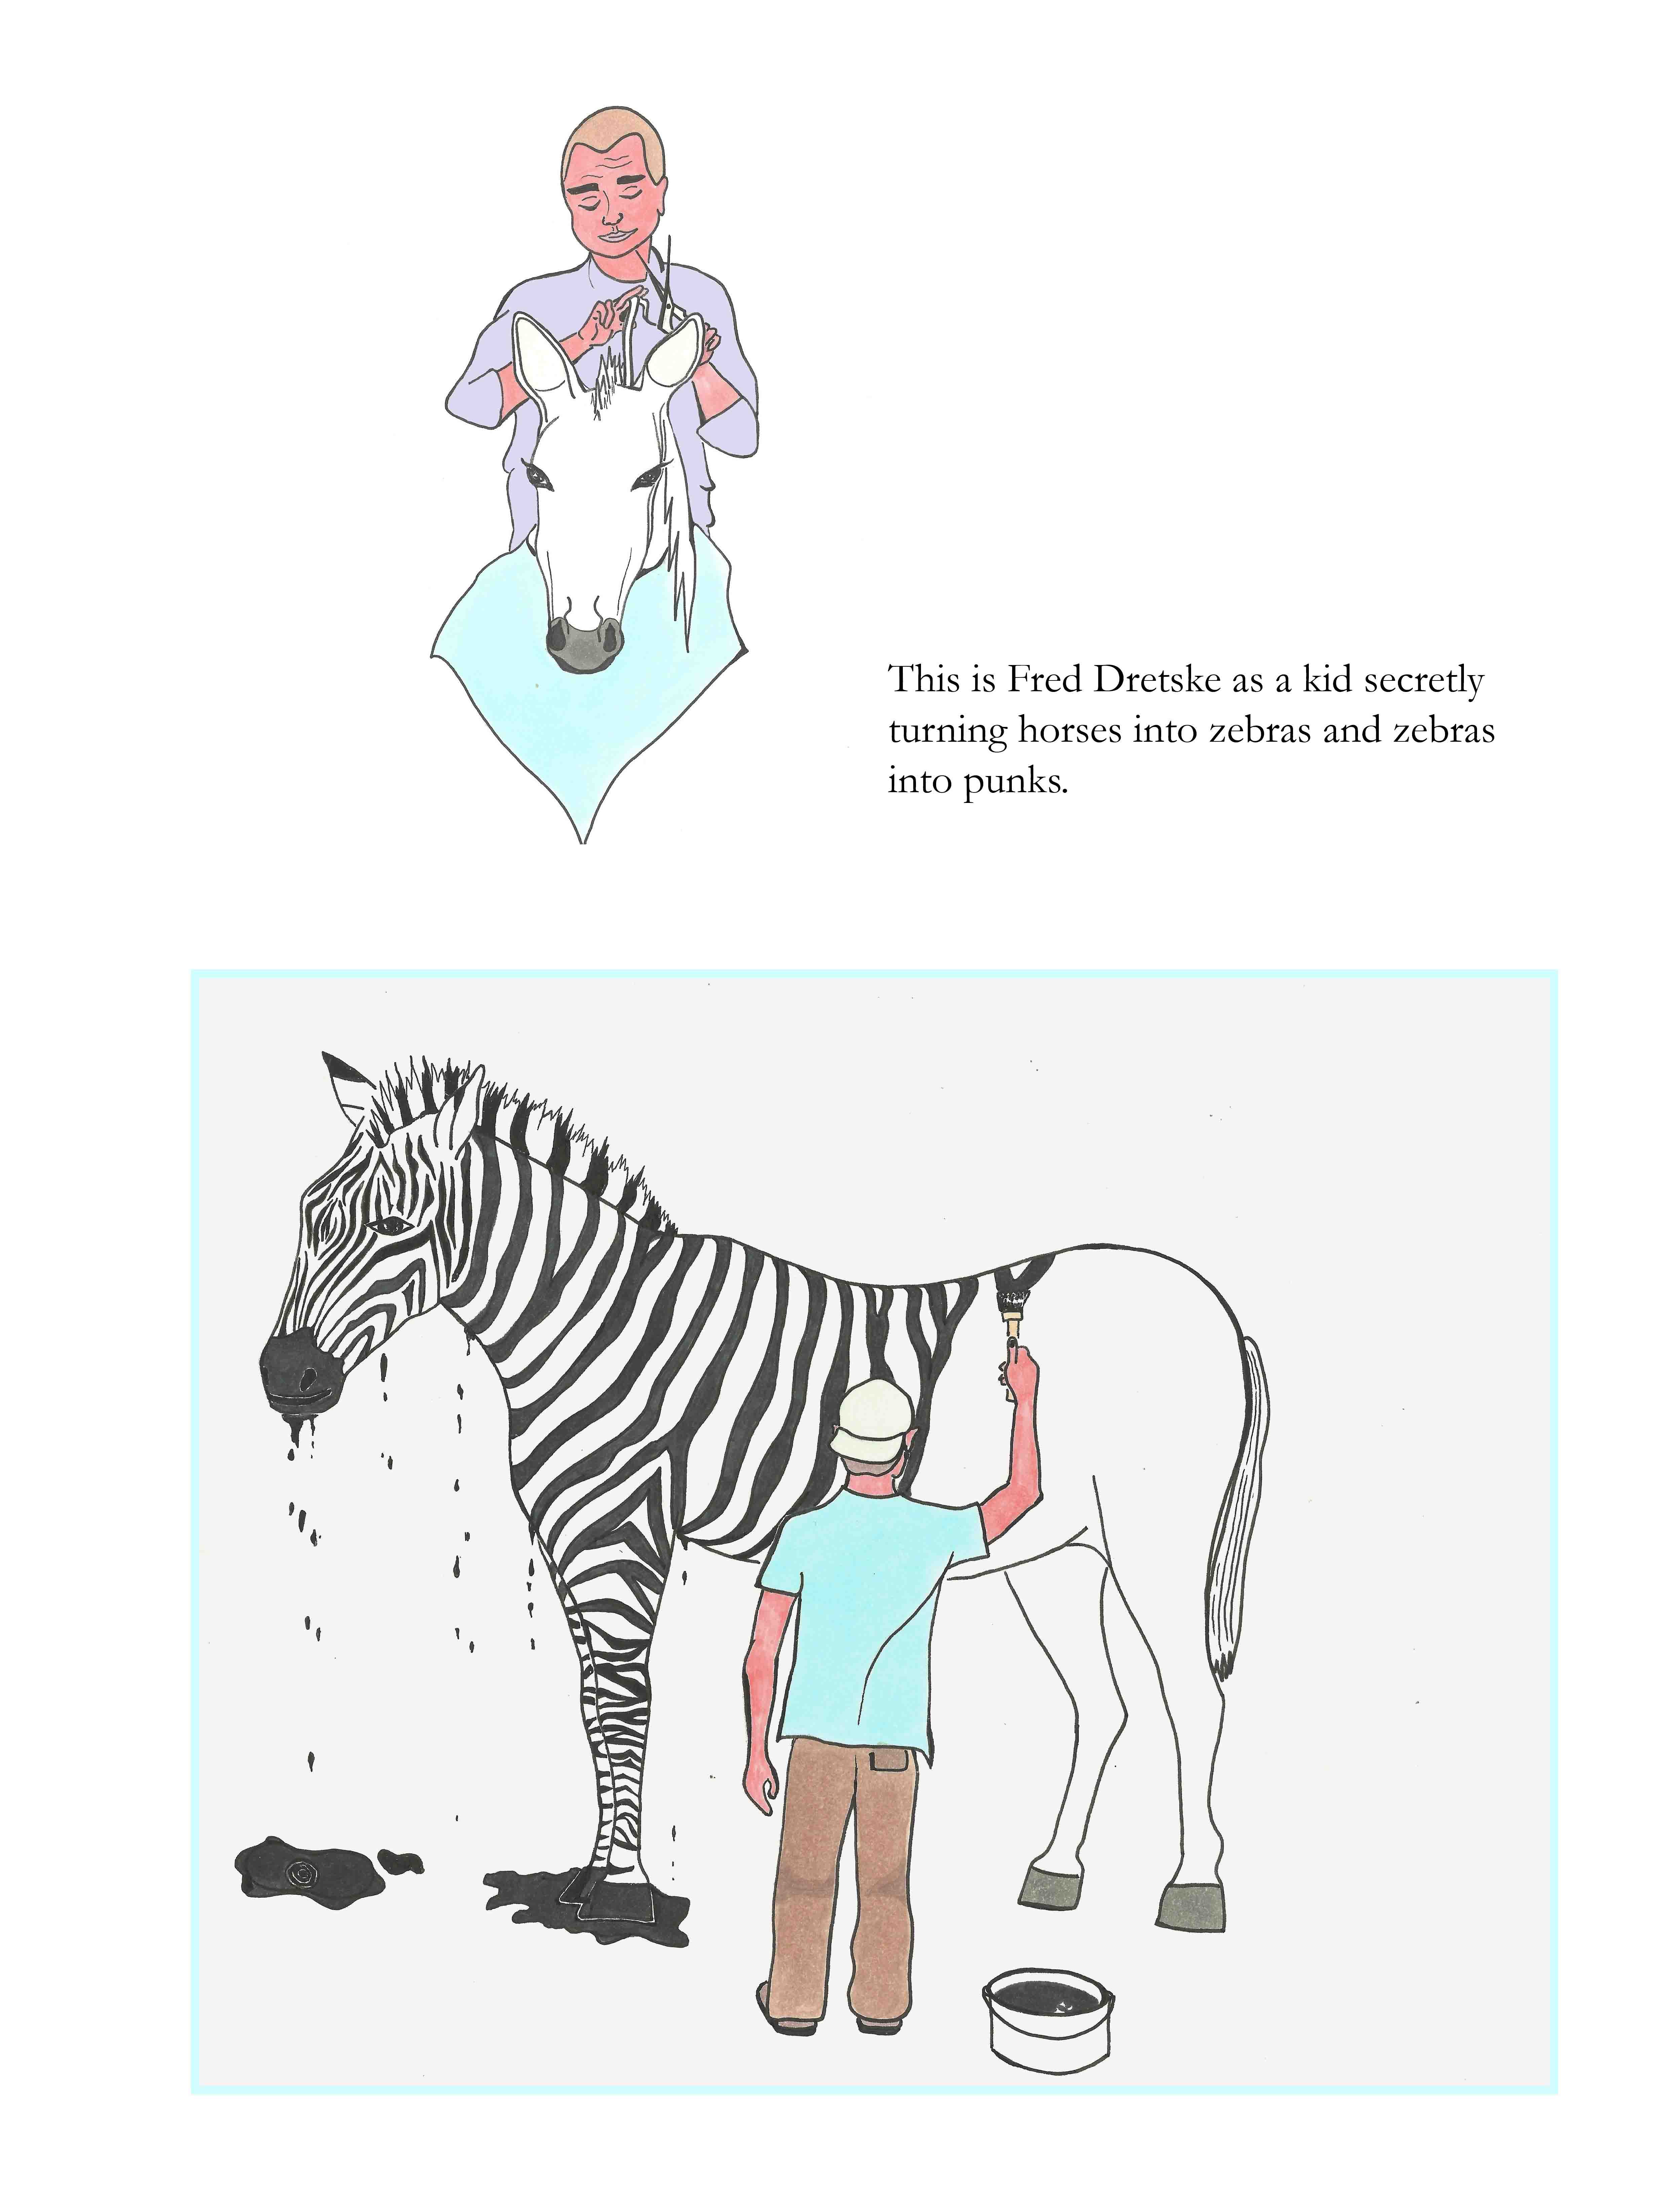 This is Fred Dretske as a kid secretly
turning horses into zebras and zebras
into punks.